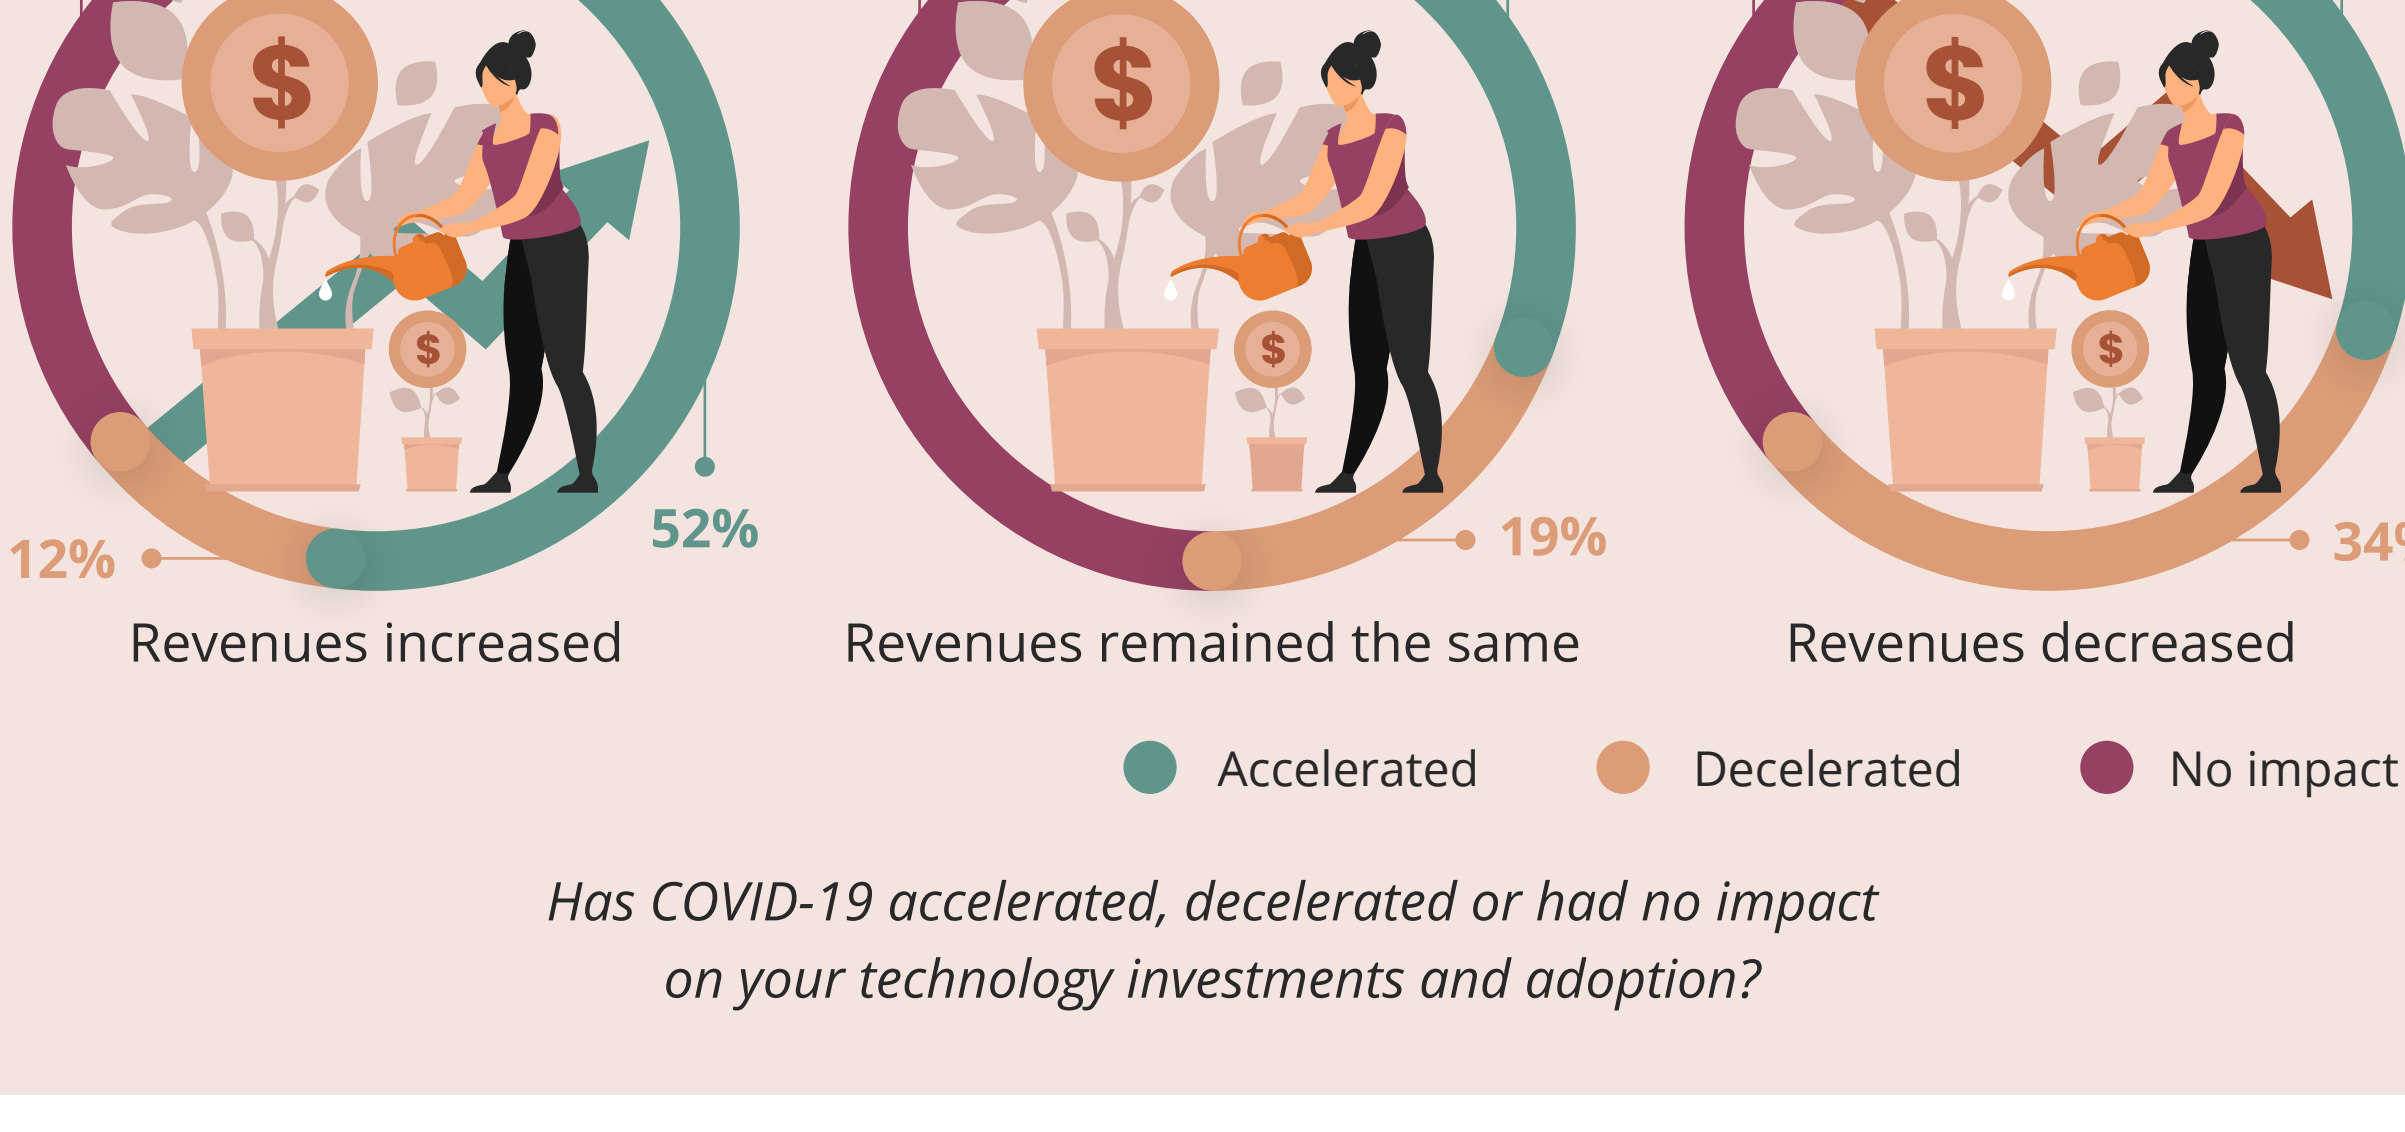 $ $ $
$ $ $
52%
12% 19% 34%
Revenues increased Revenues remained the same Revenues decreased
Accelerated Decelerated No impact
Has COVID-19 accelerated, decelerated or had no impact
on your technology investments and adoption?